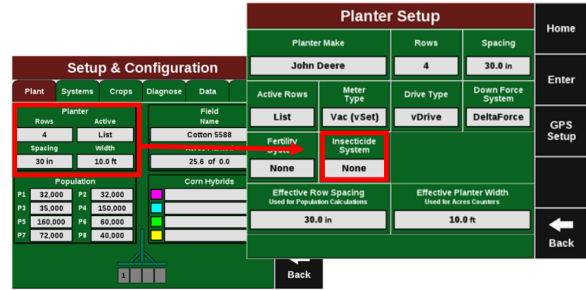 Setup & Configuration
Plant Systems Crops Diagnose Data
Planter
Rows Active
4 List
Spacing Width
30 in 10.0 ft
Field
Name
Cotton 5588
25.6 of 0.0
Population
P1 32,000 P2 32,000
P3 35,000 P4 150,000
P5 160,000 P6 60,000
P7 72,000 P8 40,000
Corn Hybrids
1
Back
Planter Setup
Planter Make Rows Spacing
John Deere 4 30.0 in
Active Rows Meter Type Drive Type Down Force System
List Vac (vSet) vDrive DeltaForce
Fertility System Insecticide System
None None
Effective Row Spacing Effective Planter Width
Used for Population Calculations Used for Acres Counters
30.0 in 10.0 ft
Home
Enter
GPS
Setup
Back